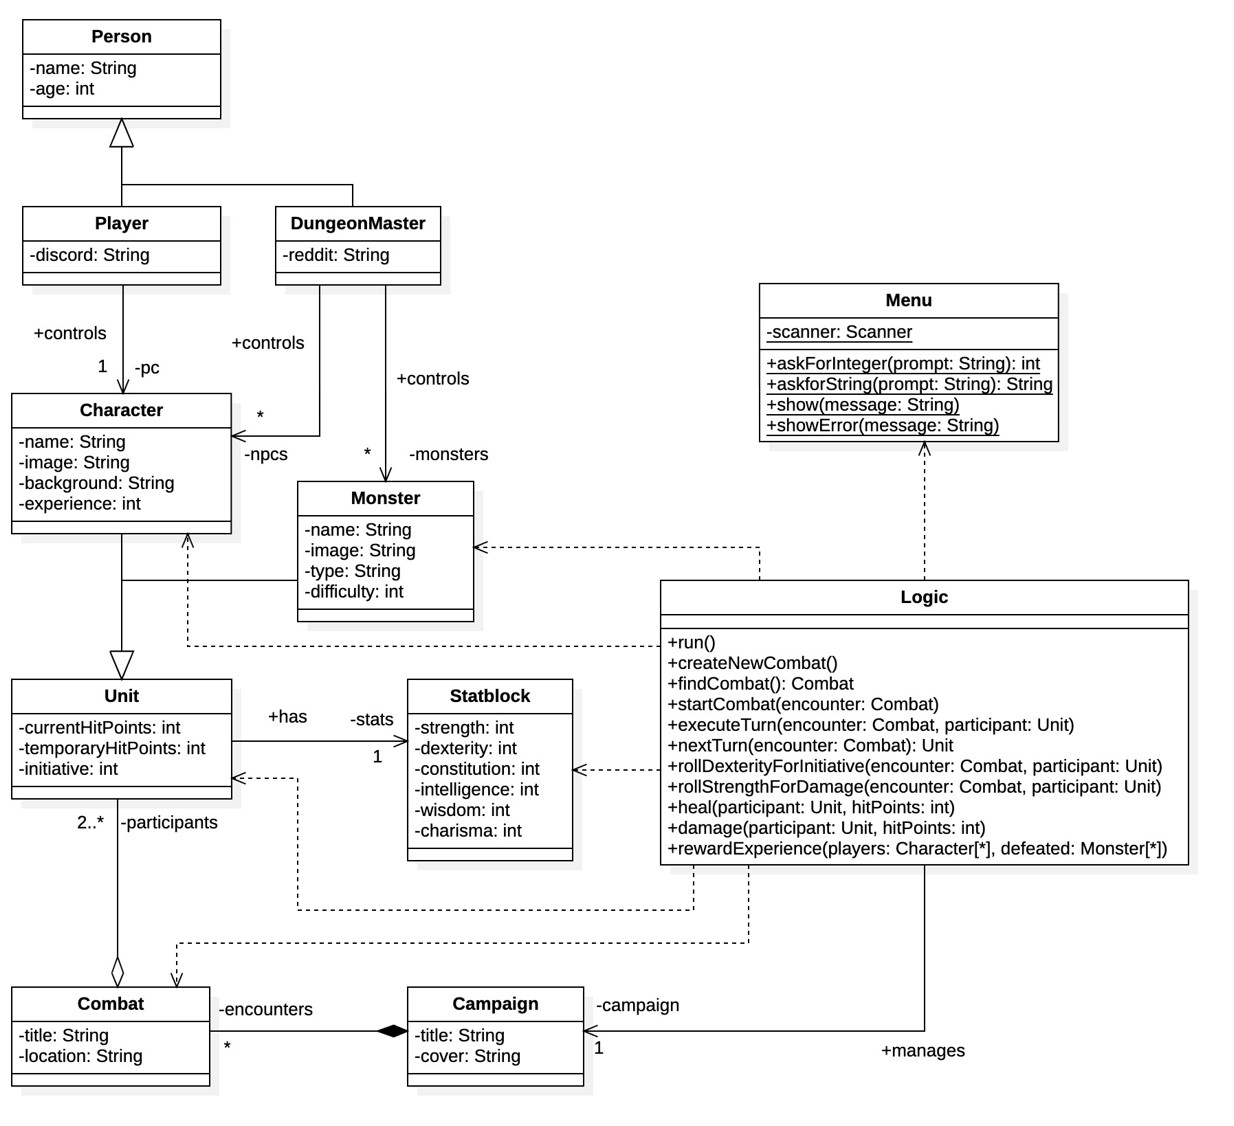 Person
-name: String
-age: int
Player
-discord: String
DungeonMaster
-reddit: String
+controls
1
-pc
+controls
*
-npcs
+controls
*
-monsters
Menu
-scanner: Scanner
+askForInteger(prompt: String): int
+askforString(prompt: String): String
+show(message: String)
+showError(message: String)
Character
-name: String
-image: String
-background: String
-experience: int
Monster
-name: String
-image: String
-type: String
-difficulty: int
Logic
+run()
+createNewCombat()
+findCombat(): Combat
+startCombat(encounter: Combat)
+executeTurn(encounter: Combat, participant: Unit)
+nextTurn(encounter: Combat): Unit
+rollDexterityForInitiative(encounter: Combat, participant: Unit)
+rollStrengthForDamage(encounter: Combat, participant: Unit)
+heal(participant: Unit, hitPoints: int)
+damage(participant: Unit, hitPoints: int)
+rewardExperience(players: Character[*], defeated: Monster[*])
Unit
-currentHitPoints: int
-temporaryHitPoints: int
-initiative: int
+has
-stats
1
Statblock
-strength: int
-dexterity: int
-constitution: int
-intelligence: int
-wisdom: int
-charisma: int
2..*
-participants
Combat
-title: String
-location: String
-encounters
*
Campaign
-title: String
-cover: String
-campaign
1
+manages